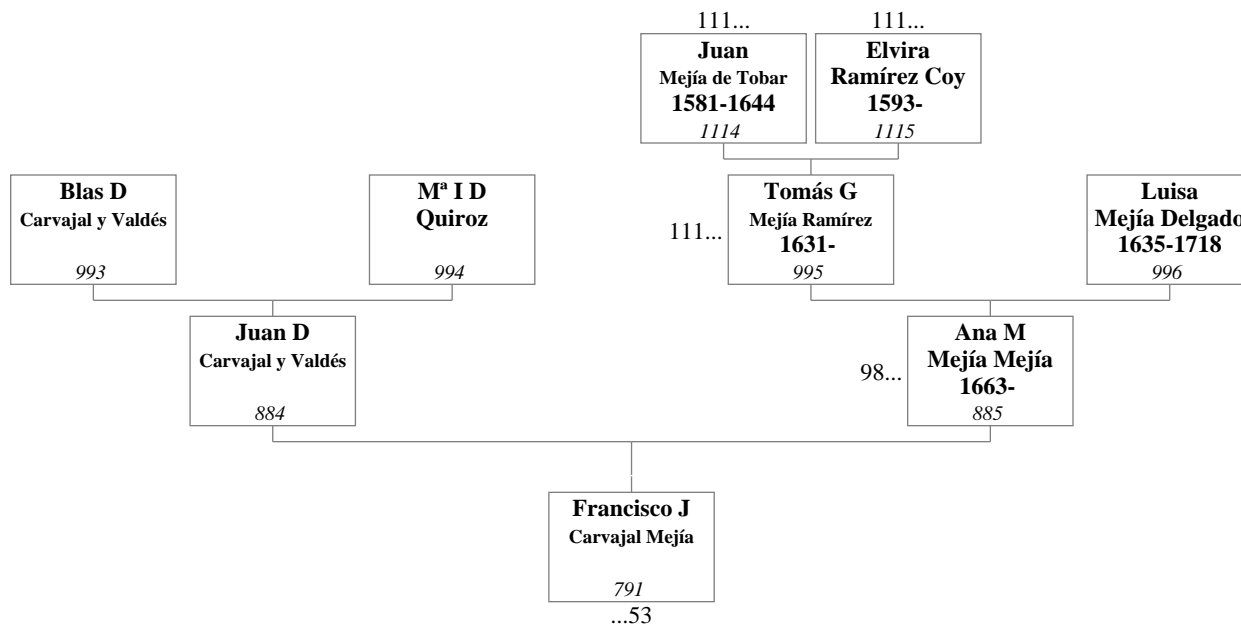 111...
Juan
Mejía de Tobar
1581-1644
1114
111...
Elvira
Ramírez Coy
1593-
1115
Blas D
Carvajal y Valdés
993
Mª I D
Quiroz
994
111...
Tomás G
Mejía Ramírez
1631-
995
Luisa
Mejía Delgado
1635-1718
996
Juan D
Carvajal y Valdés
884
98...
Ana M
Mejía Mejía
1663-
885
Francisco J
Carvajal Mejía
791
...53